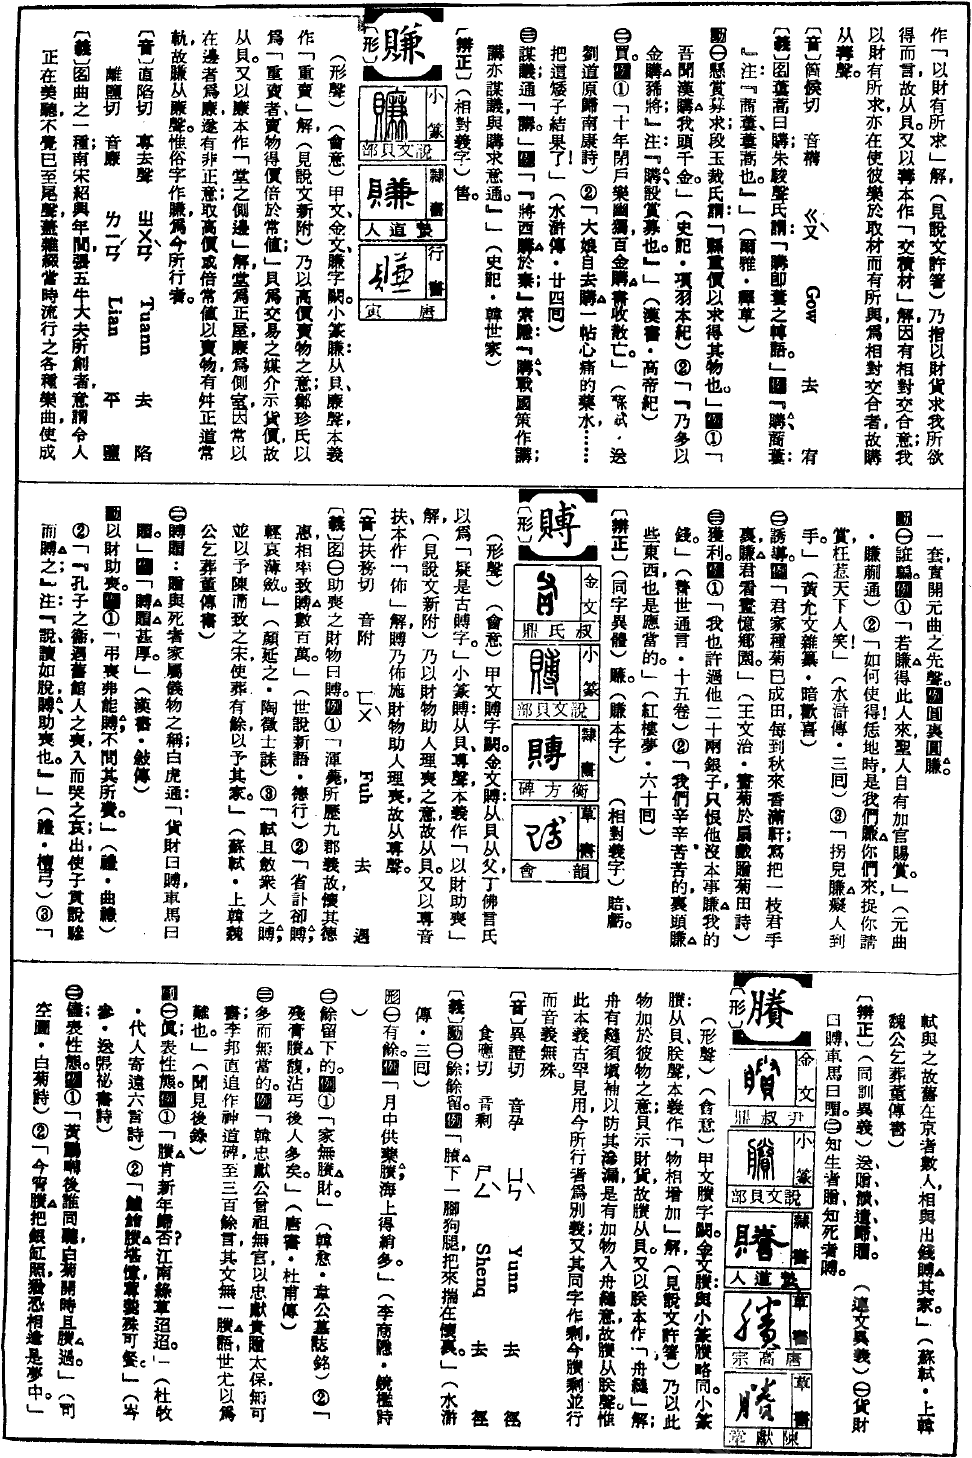 作「以財有所求」解，（見說文許箸）乃指以財貨求我所欲
得而言，故从貝。又以冓本作「交積材」解，因有相對交合意；我
以財有所求，亦在使彼樂於取材而有所與，爲相對交合者，故購
从冓聲。
〔音〕箇候切　音構　ㄍㄡˋ　Gow　去　宥
〔義〕名蔞蒿曰購，朱駿聲氏謂：「購卽蔞之轉語。」例「購，蔏蔞：
『注：「蔏蔞，蔞蒿也。」』」（爾雅・釋草）
動㊀懸賞募求，段玉裁氏謂：「縣重價以求得其物也。」例①「
吾聞漢購我頭千金。」（史記・項羽本紀）②「『乃多以
金購豨將。』注：『購，設賞募也。』」（漢書・高帝紀）
㊁買。例①「十年閉戶樂幽獨，百金購書收散亡。」（蘇軾・送
劉道原歸南康詩）②「大娘自去購一帖心痛的藥水……
把這矮子結果了！」（水滸傳・廿四囘）
㊂謀議；通「講」。例「『將西購於秦。』索隱：『購，戰國策作講；
講亦謀議，與購求意通。』」（史記・韓世家）
〔辨正〕（相對義字）售。
賺
〔形〕
小篆　說文貝部
隸書　塾道人
行書　唐寅
（形聲）（會意）甲文、金文賺字闕。小篆賺：从貝、廉聲，本義
作「重賣」解，（見說文新附）乃以高價賣物之意；鄭珍氏以
爲「重賣者，賣物得價倍於常値；」貝爲交易之媒介，示貨價，故
从貝。又以廉本作「堂之側邊」解，堂爲正屋，廉爲側室，因常以
在邊者爲廉，遂有非正意；取高價或倍常値以賣物，有舛正道常
軌，故賺从廉聲。惟俗字作賺，爲今所行者。
〔音〕直陷切　專去聲　ㄓㄨㄢˋ　Tuann　去　陷
離鹽切　音廉　ㄌㄧㄢˊ　Lian　平　鹽
〔義〕名曲之一種；南宋紹興年間，張五牛大夫所創者，意謂令人
正在美聽，不覺已至尾聲，蓋雜綴當時流行之各種樂曲，使成
一套，實開元曲之先聲。例圓裏圓賺。
動㊀誆騙。例①「若賺得此人來，聖人自有加官賜賞。」（元曲
・賺蒯通）②「如何使得！恁地時，是我們賺你們來捉你，請
賞，枉惹天下人笑！」（水滸傳・三囘）③「拐兒賺癡人到
手。」（黃允文雜纂・暗歡喜）
㊁誘導。例「君家種菊已成田，每到秋來香滿軒；寫把一枝君手
裏，賺君看畫憶鄉園。」（王文治・畫菊於扇戲贈菊田詩）
㊂獲利。例①「我也許過他二十兩銀子，只恨他沒本事賺我的
錢。」（警世通言・十五卷）②「我們辛辛苦苦的，裏頭賺
些東西也是應當的。」（紅樓夢・六十囘）
〔辨正〕（同字異體）賺。（賺本字）　（相對義字）賠、虧。
賻
〔形〕
金文　叔氏鼎
小篆　說文貝部
隸書　衡方碑
草書　韻會
（形聲）（會意）甲文賻字闕。金文賻：从貝从父，丁佛言氏
以爲「疑是古賻字」。小篆賻：从貝、尃聲，本義作「以財助喪」
解，（見說文新附）乃以財物助人理喪之意，故从貝。又以尃音
扶，本作「佈」解，賻乃佈施財物助人理喪，故从尃聲。
〔音〕扶務切　音附　ㄈㄨˋ　Fuh　去　遇
〔義〕名㊀助喪之財物曰賻。例①「渾薨，所歷九郡義故，懷其德
惠，相率致賻數百萬。」（世說新語・德行）②「省訃卻賻，
輕哀薄斂。」（顏延之・陶徵士誄）③「軾且斂衆人之賻，
並以予陳而致之宋，使葬有餘，以予其家。」（蘇軾・上韓魏
公乞葬董傳書）
㊁賻賵：贈與死者家屬儀物之稱；白虎通：「貨財曰賻，車馬曰
賵。」例「賻賵甚厚。」（漢書・敍傳）
動以財助喪。例①「弔喪弗能賻，不問其所費。」（禮・曲禮）
②「『孔子之衞，遇舊館人之喪，入而哭之哀，出，使子貢說驂
而賻之。』注：『說讀如脫；賻，助喪也。』」（禮・檀弓）③「
軾與之故舊在京者數人，相與出錢賻其家。」（蘇軾・上韓
魏公乞葬董傳書）
〔辨正〕（同訓異義）送、贈、饋、遺、歸、賵。　（連文異義）㊀貨財
曰賻，車馬曰賵。㊁知生者賵，知死者賻。
賸
〔形〕
金文　尹叔鼎
小篆　說文貝部
隸書　塾道人
草書　唐高宗
草書　陳獻章
（形聲）（會意）甲文賸字闕。金文賸：與小篆賸略同。小篆
賸：从貝、朕聲，本義作「物相增加」解，（見說文許箸）乃以此
物加於彼物之意；貝示財貨，故賸从貝。又以朕本作「舟縫」解；
舟有縫須塡補以防其滲漏，是有加物入舟縫意，故賸从朕聲。惟
此本義古罕見用，今所行者爲別義；又其同字作剩，今賸剩並行
而音義無殊。
〔音〕異證切　音孕　ㄩㄣˋ　Yunn　去　徑
食應切　音剩　ㄕㄥˋ　Sheng　去　徑
〔義〕動㊀餘，餘留。例「賸下一腳狗腿，把來揣在懷裏。」（水滸
傳・三囘）
形㊀有餘。例「月中供藥賸，海上得綃多。」（李商隱・鏡檻詩
）
㊁餘留下的。例①「家無賸財。」（韓愈・韋公墓誌銘）②「
殘膏賸馥，沾丐後人多矣。」（唐書・杜甫傳）
㊂多而無當的。例「韓忠獻公曾祖無官，以忠獻貴贈太保，無可
書，李邦直追作神道碑至三百餘言，其文無一賸語，世尤以爲
難也。」（聞見後錄）
副㊀眞，表性態。例①「賸肯新年歸否？江南綠草迢迢。」（杜牧
・代人寄遠六言詩）②「鱸鱠賸堪憶，蓴羹殊可餐。」（岑
參・送張祕書詩）
㊁儘，表性態。例①「黃鸝囀後誰同聽，白菊開時且賸過。」（司
空圖・白菊詩）②「今宵賸把銀釭照，猶恐相逢是夢中。」